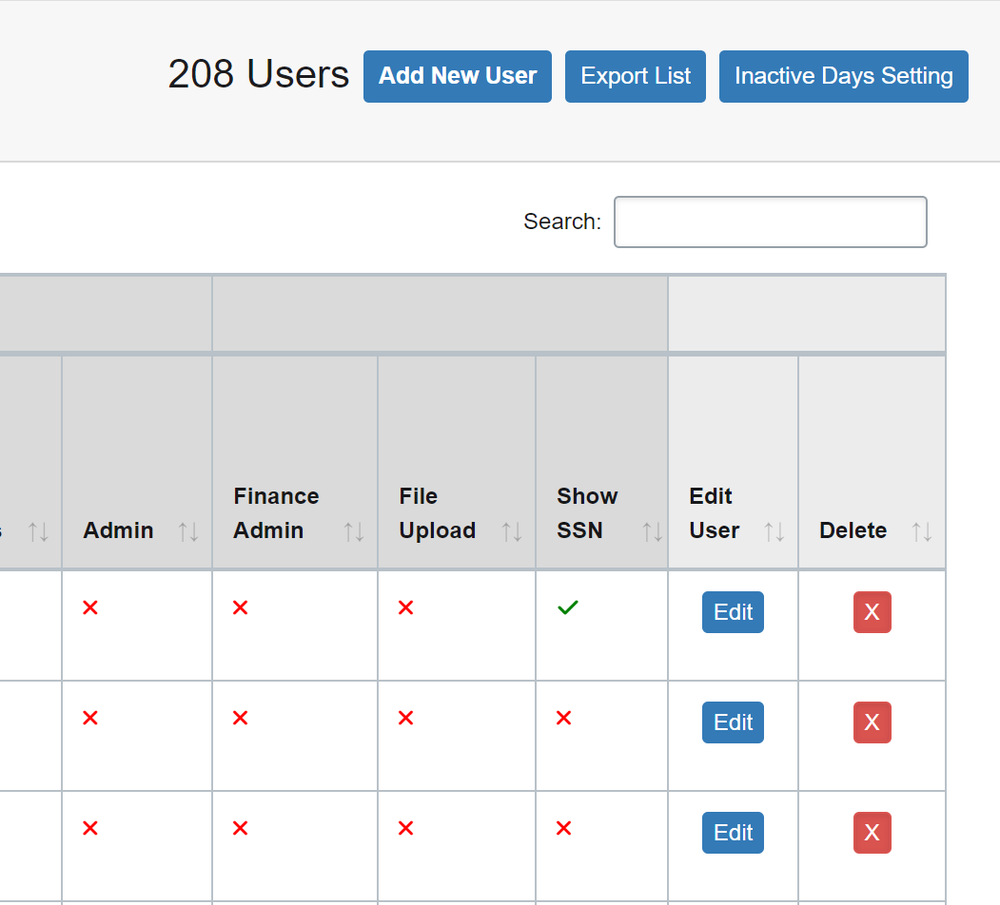 208 Users Add New User Export List Inactive Days Setting
Search:
Finance File Show Edit
Admin Admin Upload SSN User Delete
Edit X
Edit X
Edit X